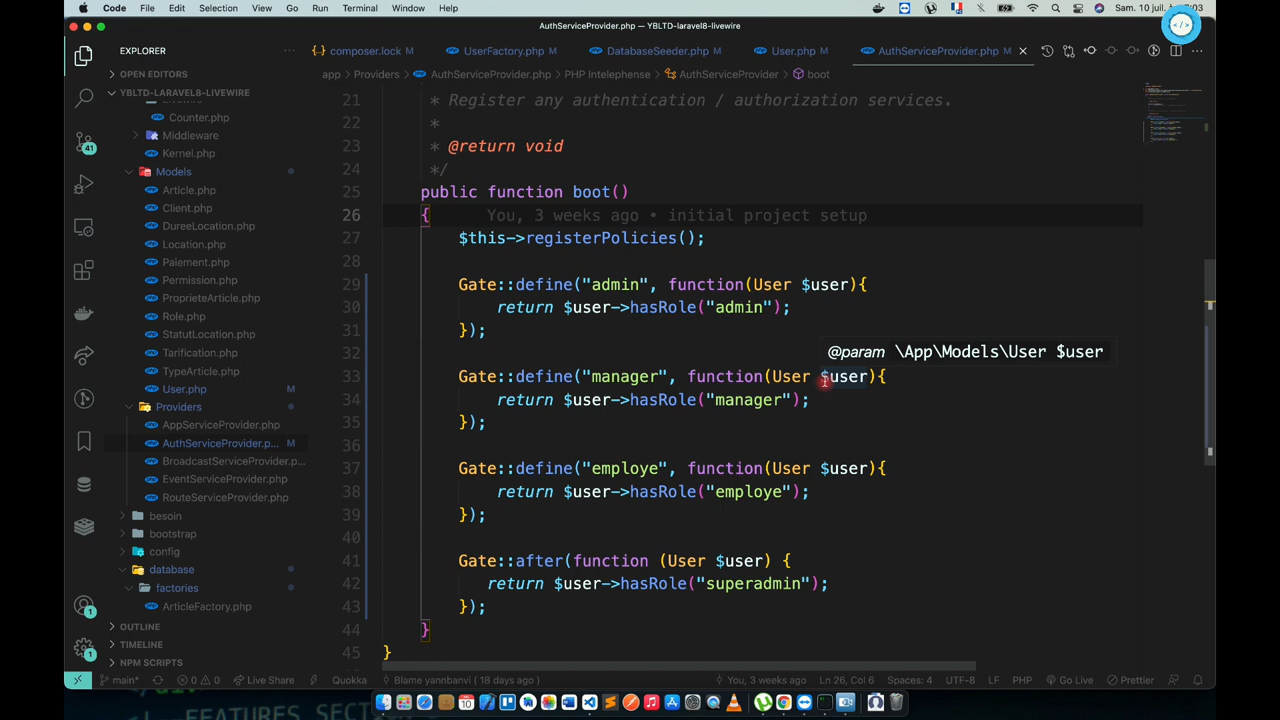 Code File Edit Selection View Go Run Terminal Window Help Sam. 10 juil. à 03
AuthServiceProvider.php — YBLTD-laravel8-livewire
EXPLORER
composer.lock M UserFactory.php M DatabaseSeeder.php M User.php M AuthServiceProvider.php M
OPEN EDITORS
YBLTD-LARAVEL8-LIVEWIRE
Counter.php
Middleware
Kernel.php
Models
Article.php
Client.php
DureeLocation.php
Location.php
Paiement.php
Permission.php
ProprieteArticle.php
Role.php
StatutLocation.php
Tarification.php
TypeArticle.php
User.php M
Providers
AppServiceProvider.php
AuthServiceProvider.p... M
BroadcastServiceProvider.p...
EventServiceProvider.php
RouteServiceProvider.php
besoin
bootstrap
config
database
factories
ArticleFactory.php
OUTLINE
TIMELINE
NPM SCRIPTS
41
1
1
app > Providers > AuthServiceProvider.php > PHP Intelephense > AuthServiceProvider > boot
21 * Register any authentication / authorization services.
22 *
23 * @return void
24 */
25 public function boot()
26 { You, 3 weeks ago • initial project setup
27 $this->registerPolicies();
28
29 Gate::define("admin", function(User $user){
30 return $user->hasRole("admin");
31 });
32
@param \App\Models\User $user
33 Gate::define("manager", function(User $user){
34 return $user->hasRole("manager");
35 });
36
37 Gate::define("employe", function(User $user){
38 return $user->hasRole("employe");
39 });
40
41 Gate::after(function (User $user) {
42 return $user->hasRole("superadmin");
43 });
44 }
45 }
main* 0 0 Live Share Quokka Blame yannbanvi ( 18 days ago ) You, 3 weeks ago Ln 26, Col 6 Spaces: 4 UTF-8 LF PHP Go Live Prettier
</div>